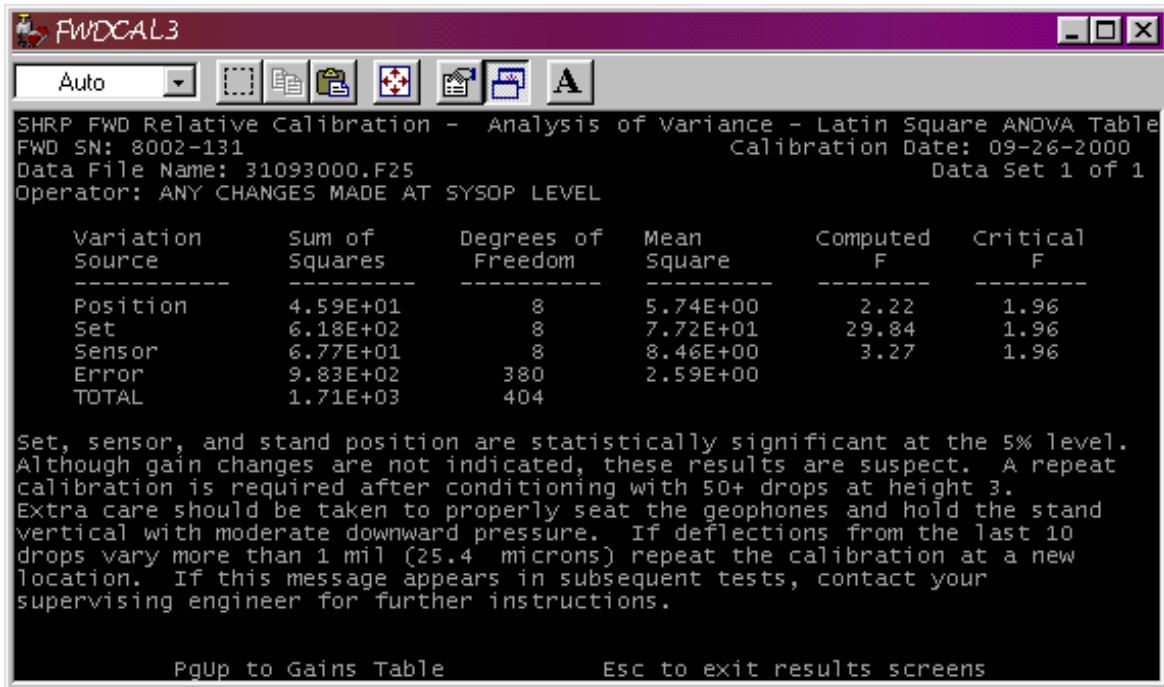 FWDCAL3
Auto A
SHRP FWD Relative Calibration - Analysis of Variance - Latin Square ANOVA Table
FWD SN: 8002-131 Calibration Date: 09-26-2000
Data File Name: 31093000.F25 Data Set 1 of 1
Operator: ANY CHANGES MADE AT SYSOP LEVEL
Variation Sum of Degrees of Mean Computed Critical
Source Squares Freedom Square F F
----------- --------- ---------- --------- -------- --------
Position 4.59E+01 8 5.74E+00 2.22 1.96
Set 6.18E+02 8 7.72E+01 29.84 1.96
Sensor 6.77E+01 8 8.46E+00 3.27 1.96
Error 9.83E+02 380 2.59E+00
TOTAL 1.71E+03 404
Set, sensor, and stand position are statistically significant at the 5% level.
Although gain changes are not indicated, these results are suspect. A repeat
calibration is required after conditioning with 50+ drops at height 3.
Extra care should be taken to properly seat the geophones and hold the stand
vertical with moderate downward pressure. If deflections from the last 10
drops vary more than 1 mil (25.4 microns) repeat the calibration at a new
location. If this message appears in subsequent tests, contact your
supervising engineer for further instructions.
PgUp to Gains Table Esc to exit results screens